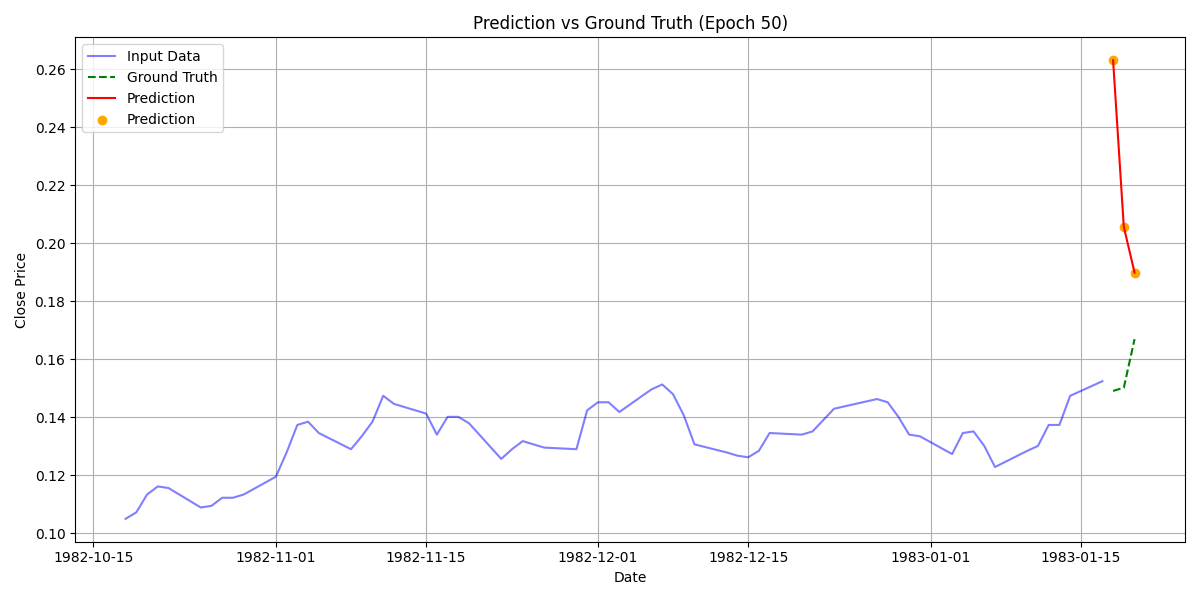 Prediction vs Ground Truth (Epoch 50)
Input Data
Ground Truth
Prediction
Prediction
Close Price
0.26
0.24
0.22
0.20
0.18
0.16
0.14
0.12
0.10
1982-10-15
1982-11-01
1982-11-15
1982-12-01
1982-12-15
1983-01-01
1983-01-15
Date